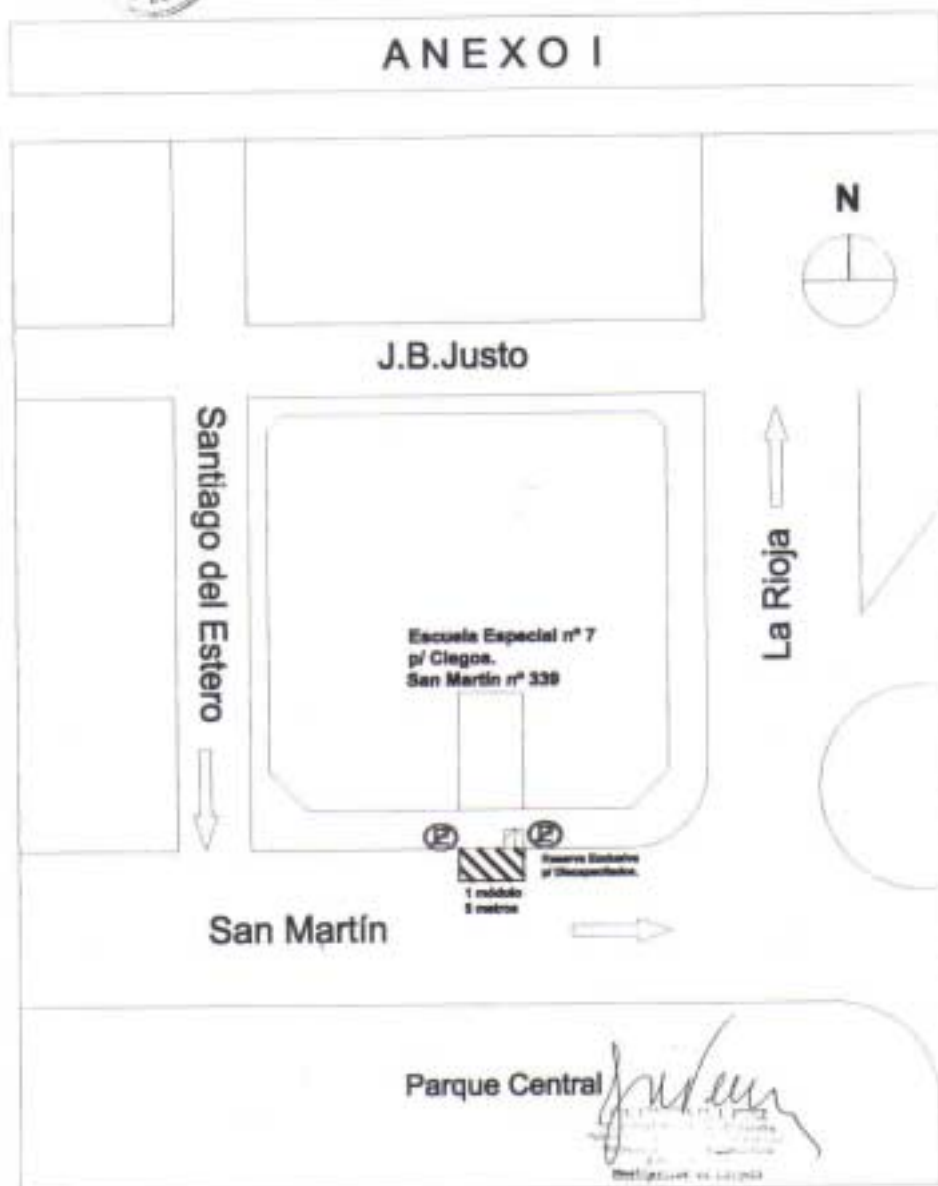 ANEXO I
N
J.B.Justo
Santiago del Estero
La Rioja
Escuela Especial nº 7
p/ Ciegos.
San Martín nº 339
Reserva Exclusiva
p/ Discapacitados.
1 módulo
5 metros
San Martín
Parque Central